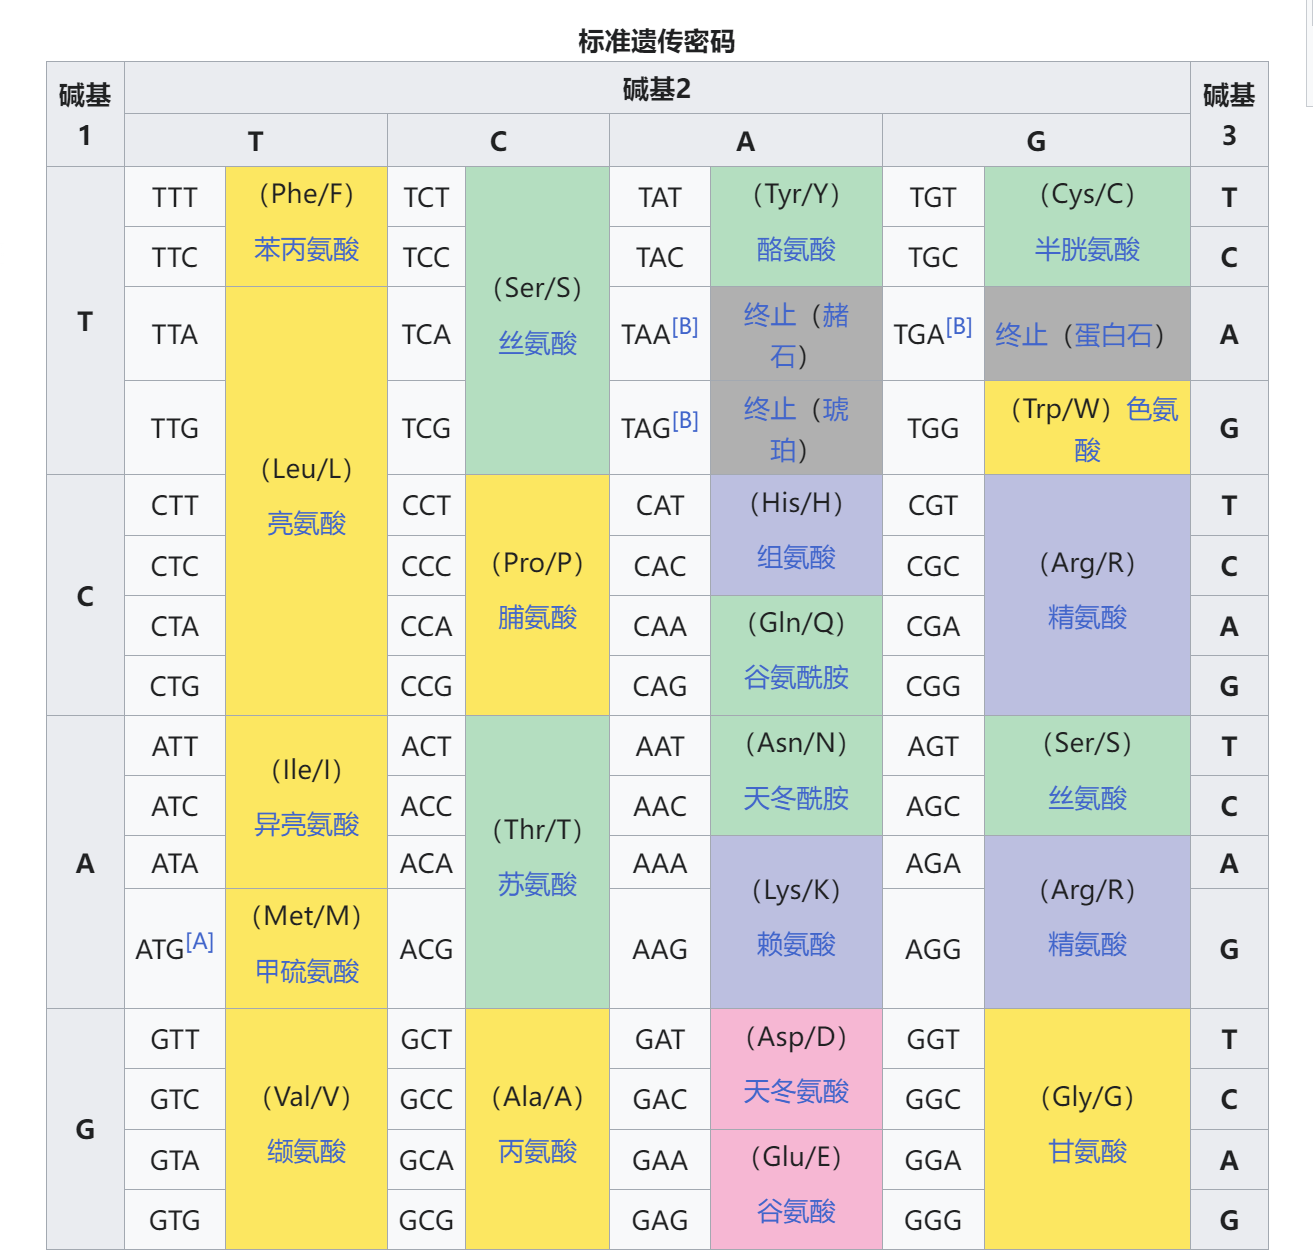 标准遗传密码
碱基1 碱基2 碱基3
T C A G
T TTT (Phe/F) 苯丙氨酸 TCT (Ser/S) 丝氨酸 TAT (Tyr/Y) 酪氨酸 TGT (Cys/C) 半胱氨酸 T
TTC TCC TAC TGC C
TTA (Leu/L) 亮氨酸 TCA TAA[B] 终止（赭石） TGA[B] 终止（蛋白石） A
TTG TCG TAG[B] 终止（琥珀） TGG (Trp/W) 色氨酸 G
C CTT CCT (Pro/P) 脯氨酸 CAT (His/H) 组氨酸 CGT (Arg/R) 精氨酸 T
CTC CCC CAC CGC C
CTA CCA CAA (Gln/Q) 谷氨酰胺 CGA A
CTG CCG CAG CGG G
A ATT (Ile/I) 异亮氨酸 ACT (Thr/T) 苏氨酸 AAT (Asn/N) 天冬酰胺 AGT (Ser/S) 丝氨酸 T
ATC ACC AAC AGC C
ATA ACA AAA (Lys/K) 赖氨酸 AGA (Arg/R) 精氨酸 A
ATG[A] (Met/M) 甲硫氨酸 ACG AAG AGG G
G GTT (Val/V) 缬氨酸 GCT (Ala/A) 丙氨酸 GAT (Asp/D) 天冬氨酸 GGT (Gly/G) 甘氨酸 T
GTC GCC GAC GGC C
GTA GCA GAA (Glu/E) 谷氨酸 GGA A
GTG GCG GAG GGG G